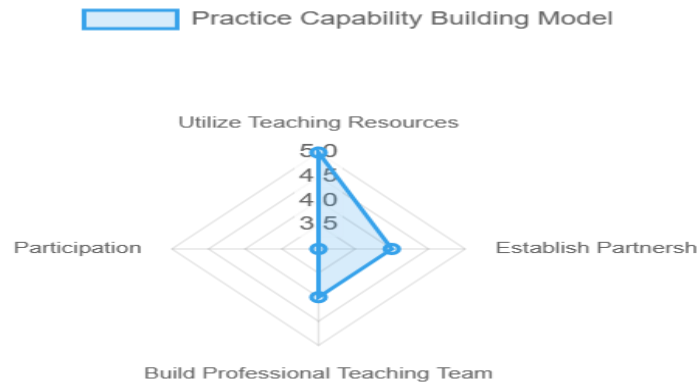 Practice Capability Building Model
Utilize Teaching Resources
5.0
4.5
4.0
3.5
Participation
Establish Partnersh
Build Professional Teaching Team